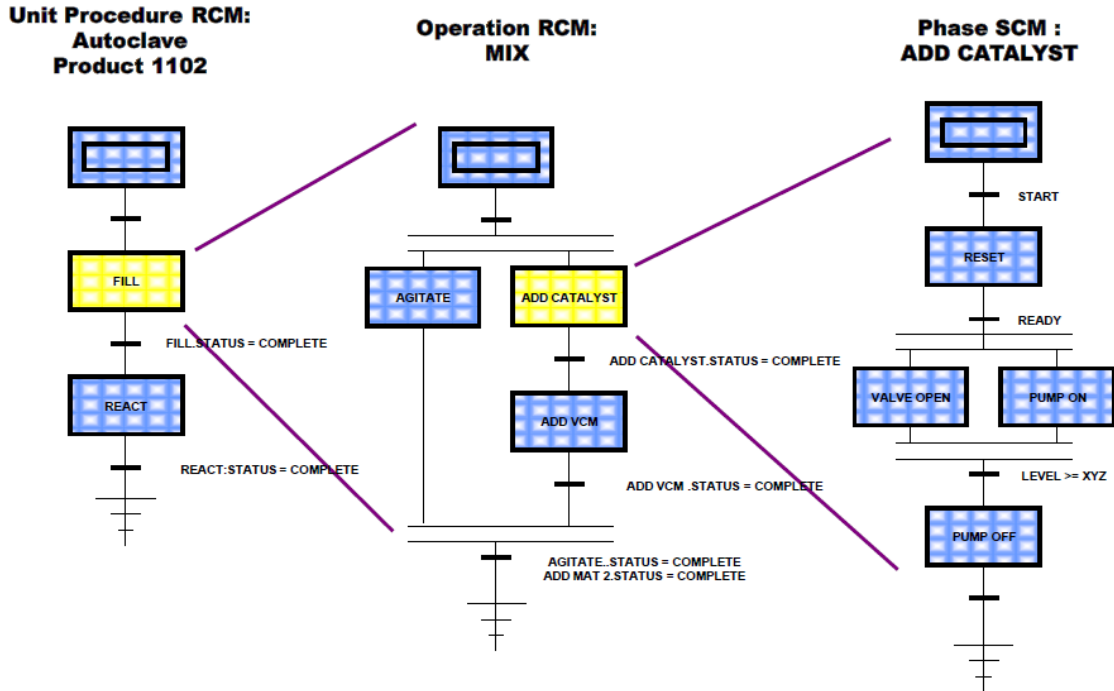 Unit Procedure RCM:
Autoclave
Product 1102
FILL
FILL.STATUS = COMPLETE
REACT
REACT:STATUS = COMPLETE
Operation RCM:
MIX
AGITATE
ADD CATALYST
ADD CATALYST.STATUS = COMPLETE
ADD VCM
ADD VCM .STATUS = COMPLETE
AGITATE..STATUS = COMPLETE
ADD MAT 2.STATUS = COMPLETE
Phase SCM :
ADD CATALYST
START
RESET
READY
VALVE OPEN
PUMP ON
LEVEL >= XYZ
PUMP OFF